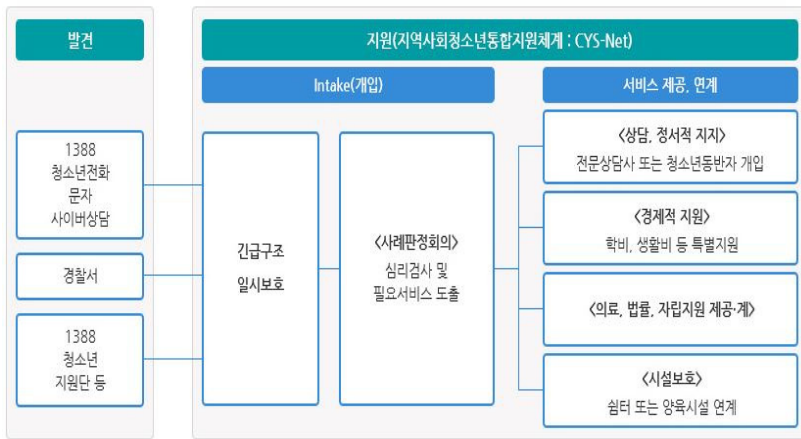 발견
지원(지역사회청소년통합지원체계 : CYS-Net)
Intake(개입)
서비스 제공, 연계
1388
청소년전화
문자
사이버상담
경찰서
1388
청소년
지원단 등
긴급구조
일시보호
<사례판정회의>
심리검사 및
필요서비스 도출
<상담, 정서적 지지>
전문상담사 또는 청소년동반자 개입
<경제적 지원>
학비, 생활비 등 특별지원
<의료, 법률, 자립지원 제공·계>
<시설보호>
쉼터 또는 양육시설 연계